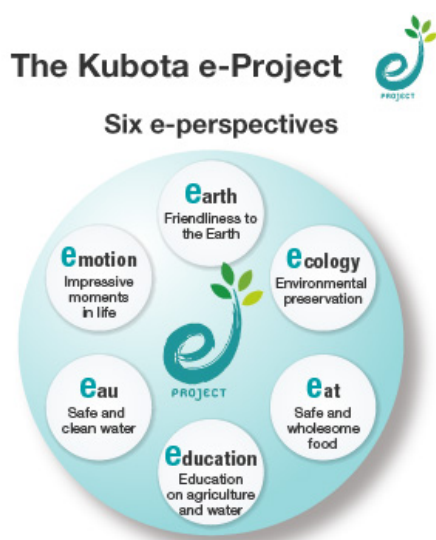 The Kubota e-Project
PROJECT
Six e-perspectives
earth
Friendliness to
the Earth
emotion
Impressive
moments
in life
ecology
Environmental
preservation
PROJECT
eau
Safe and
clean water
eat
Safe and
wholesome
food
education
Education
on agriculture
and water